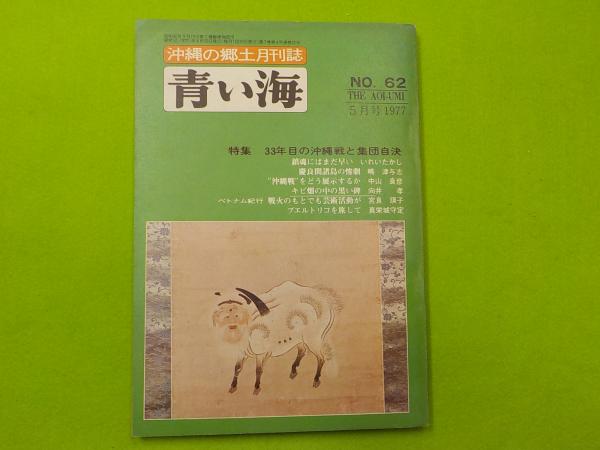 沖縄の郷土月刊誌
青い海
NO. 62
THE AOI-UMI
5月号 1977
特集 33年目の沖縄戦と集団自決
鎮魂にはまだ早い いれいたかし
慶良間諸島の惨劇 嶋 津与志
"沖縄戦"をどう展示するか 中山 良彦
キビ畑の中の黒い碑 向井 孝
ベトナム紀行 戦火のもとでも芸術活動が 宮良 瑛子
プエルトリコを旅して 真栄城守定